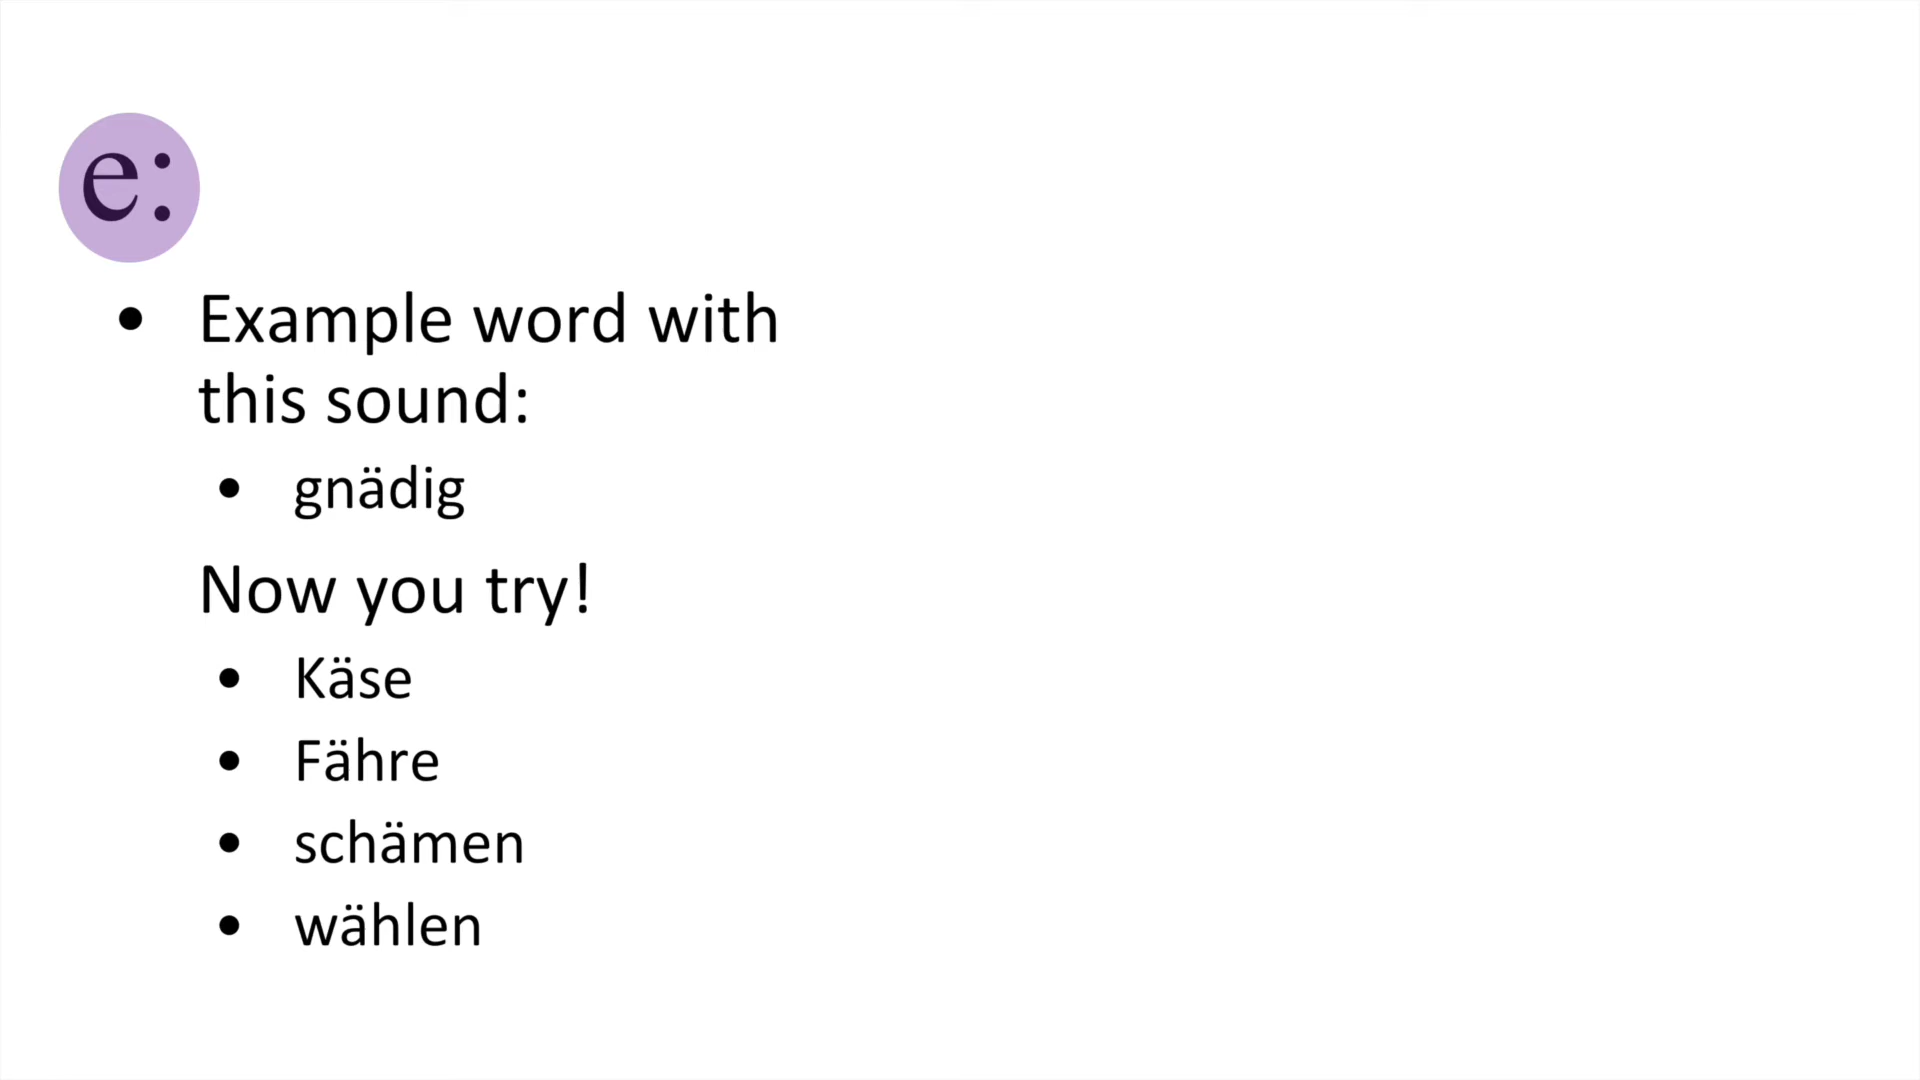 e:
• Example word with
this sound:
• gnädig
Now you try!
• Käse
• Fähre
• schämen
• wählen